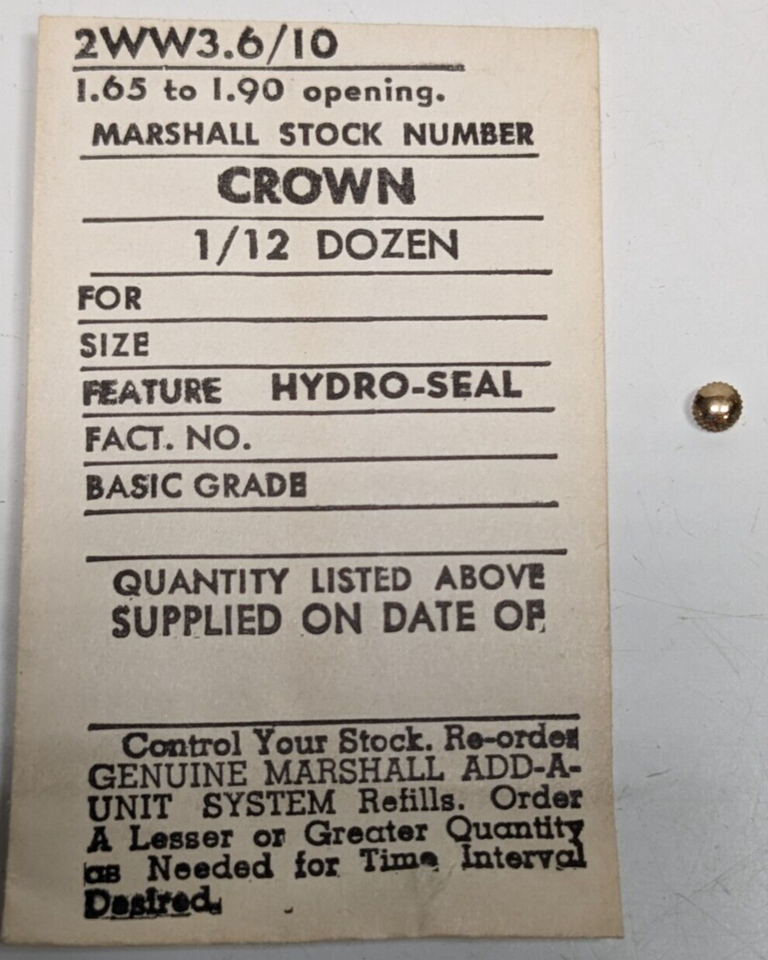 2WW3.6/10
1.65 to 1.90 opening.
MARSHALL STOCK NUMBER
CROWN
1/12 DOZEN
FOR
SIZE
FEATURE HYDRO-SEAL
FACT. NO.
BASIC GRADE
QUANTITY LISTED ABOVE
SUPPLIED ON DATE OF
Control Your Stock. Re-order
GENUINE MARSHALL ADD-A-
UNIT SYSTEM Refills. Order
A Lesser or Greater Quantity
as Needed for Time Interval
Desired.